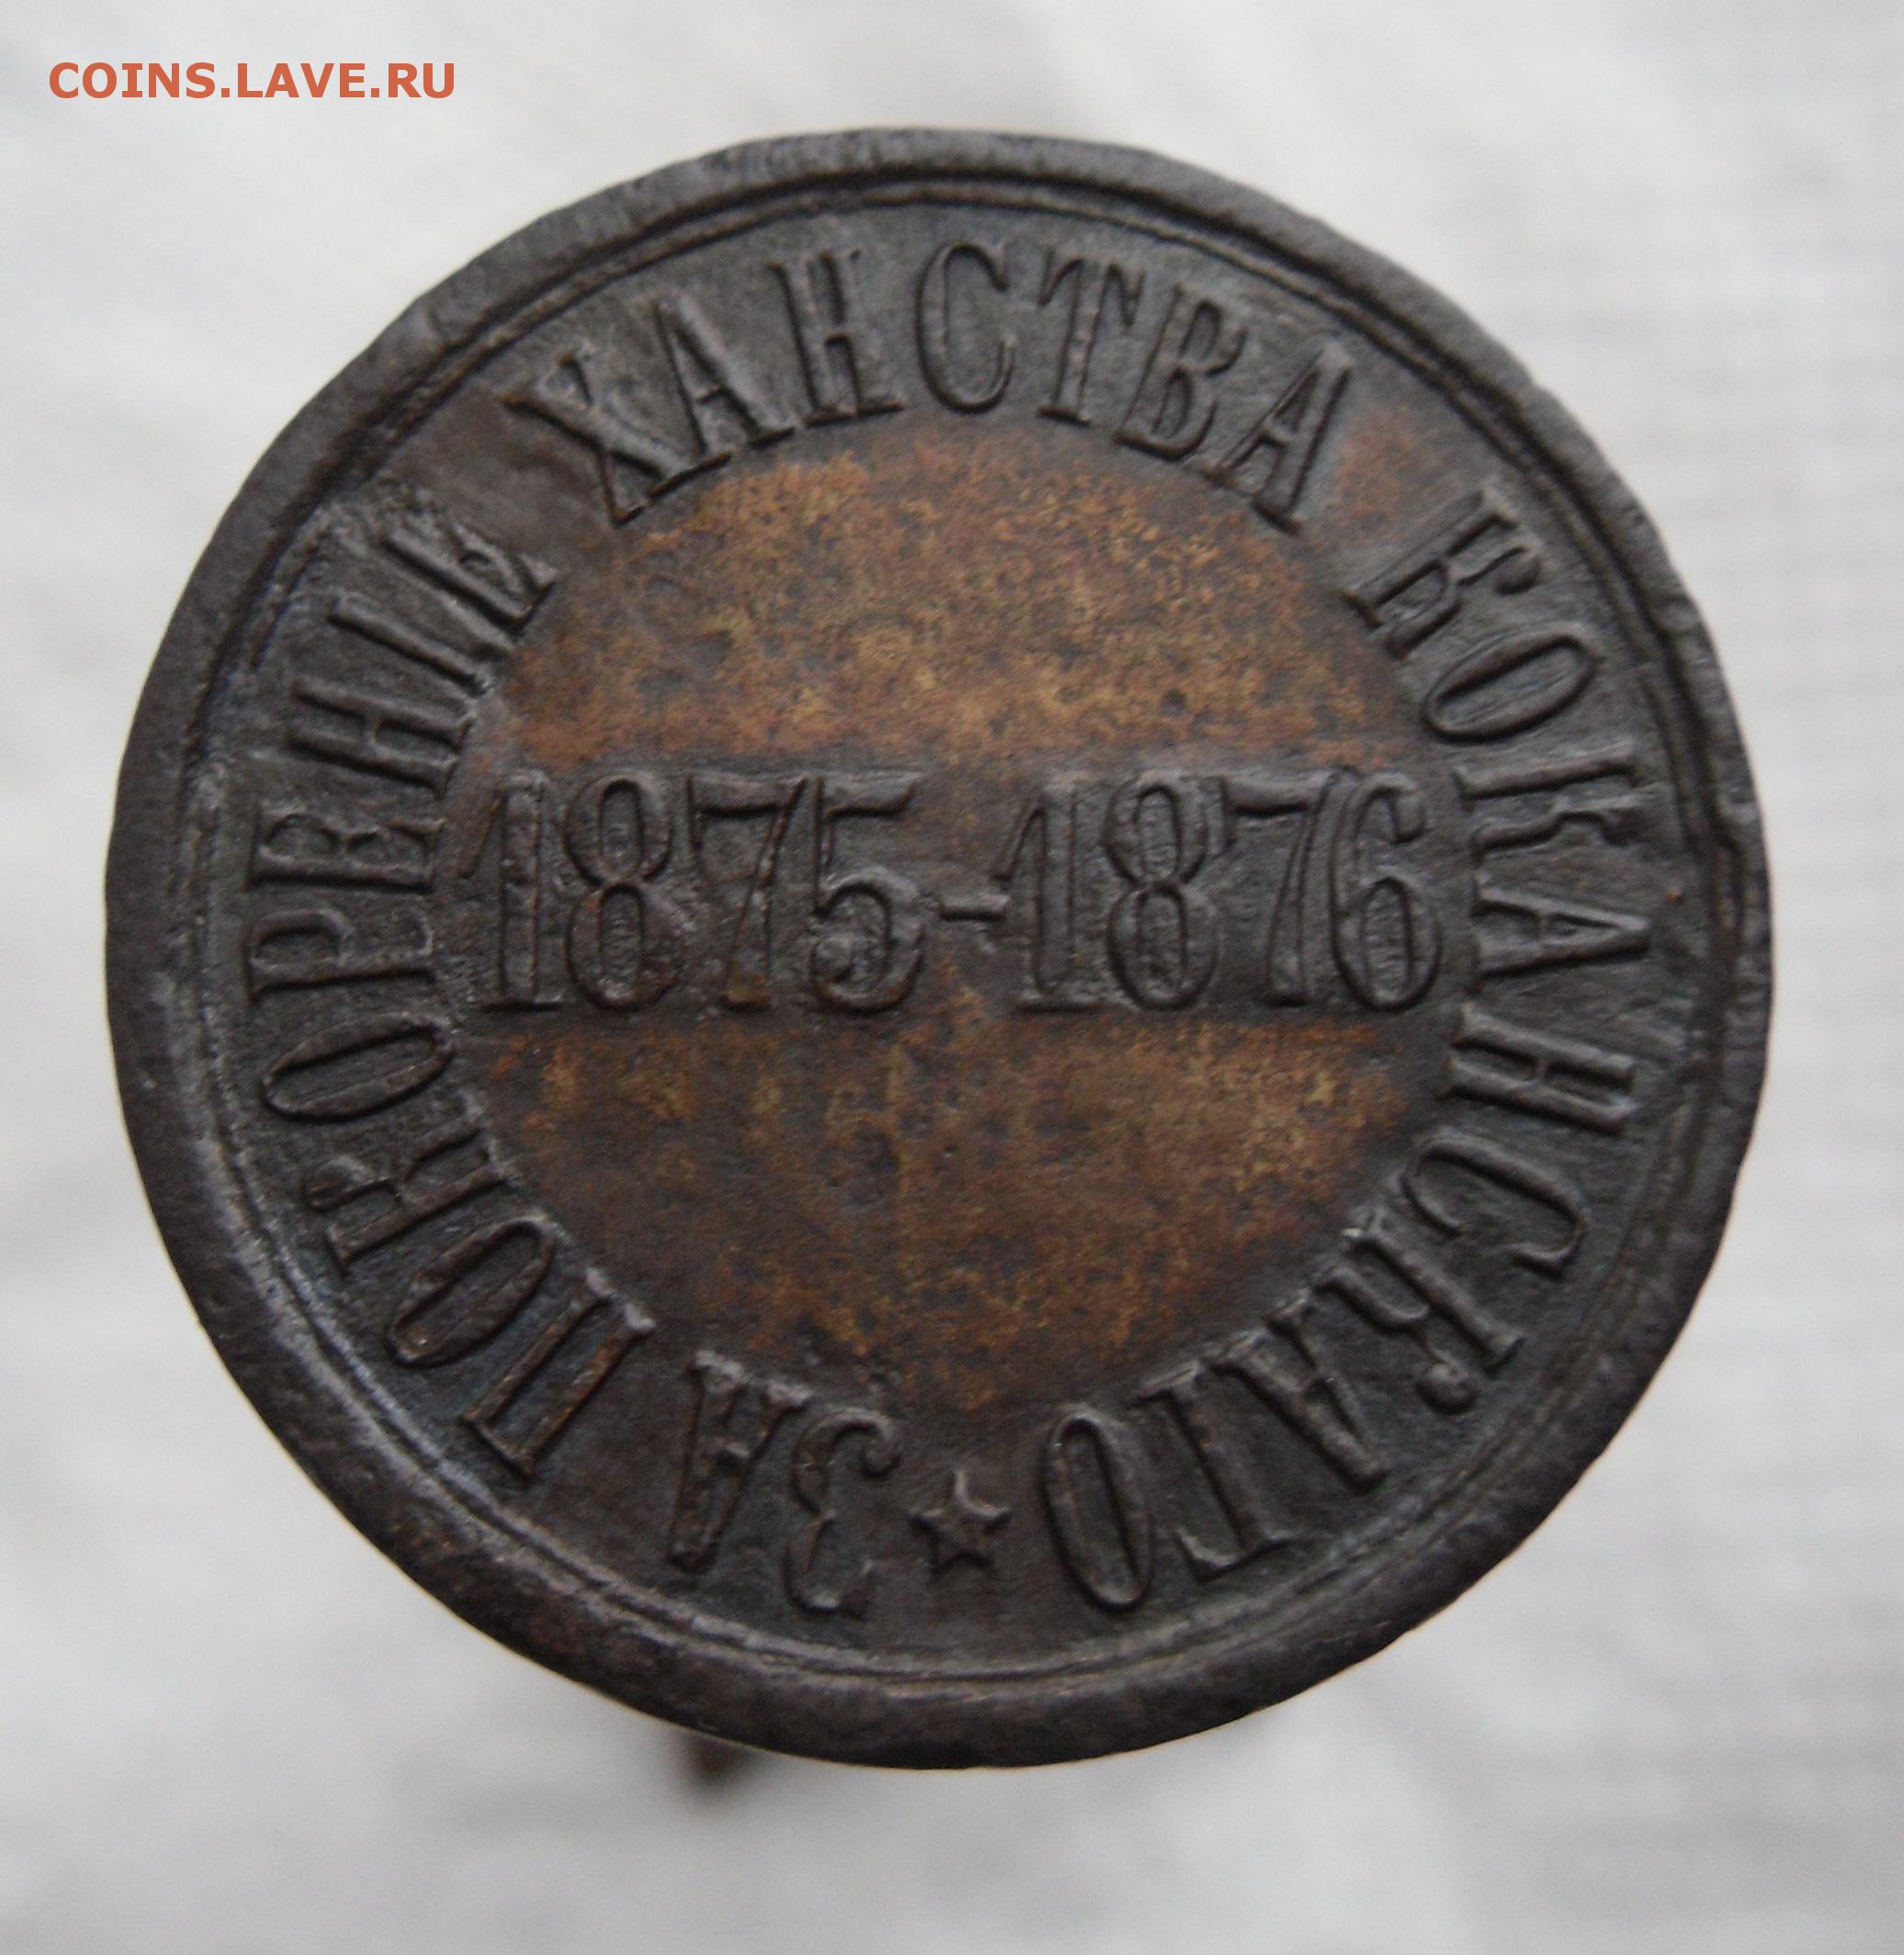 COINS.LAVE.RU
ЗА ПОКОРЕНІЕ ХАНСТВА КОКАНСКАГО
1875-1876